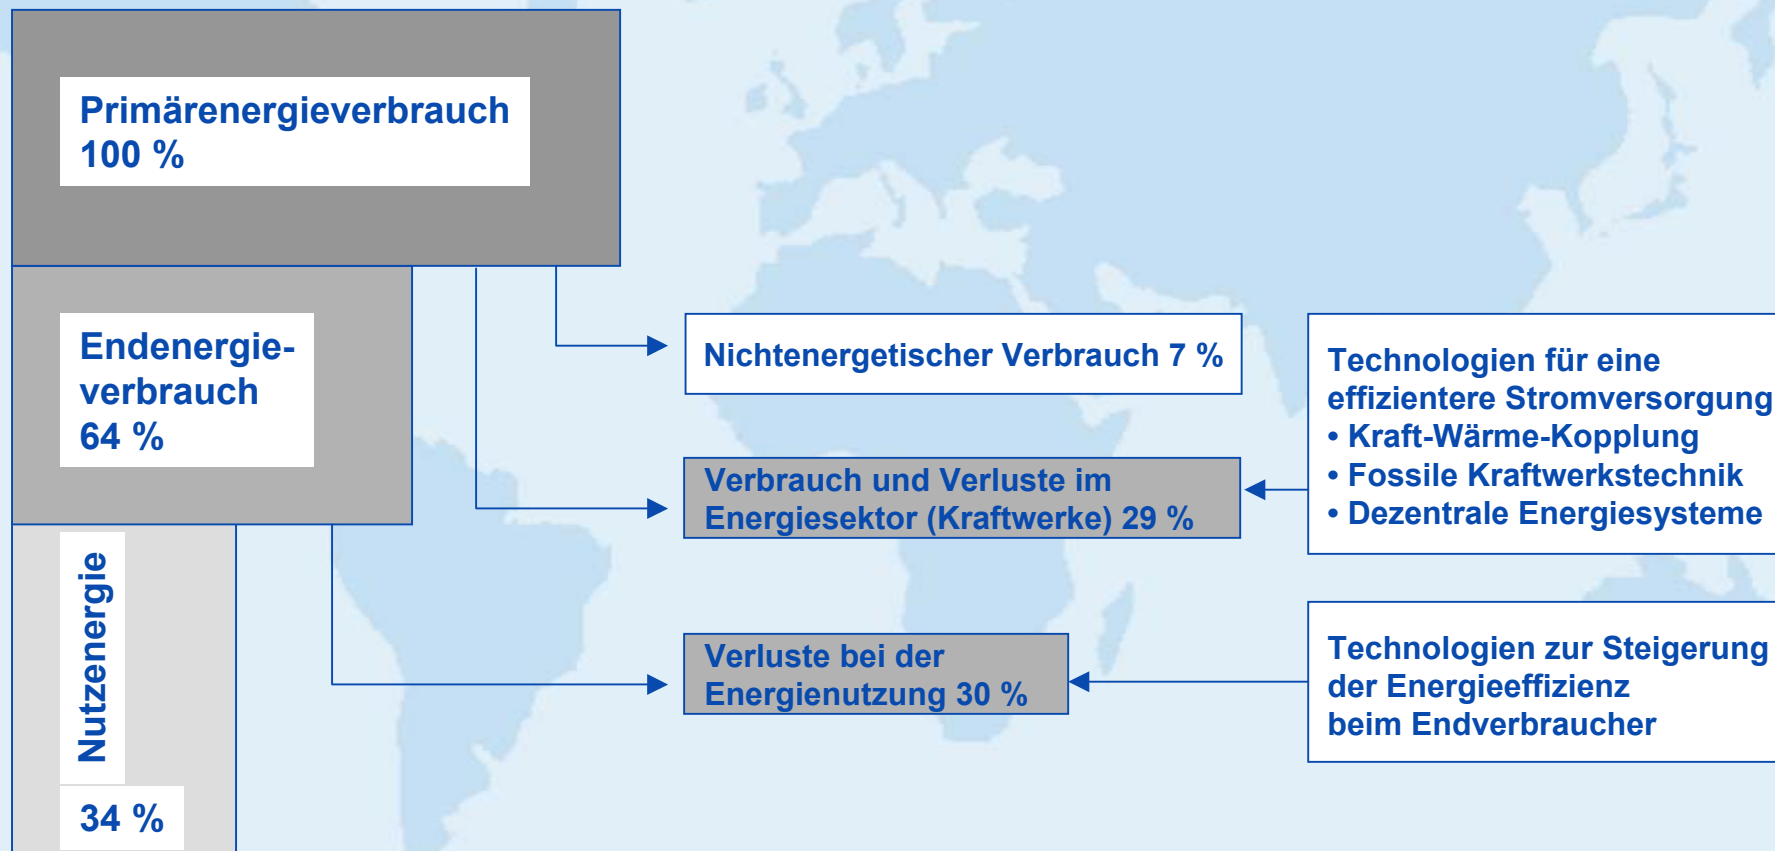 Primärenergieverbrauch
100 %
Endenergie-
verbrauch
64 %
Nutzenergie
34 %
Nichtenergetischer Verbrauch 7 %
Verbrauch und Verluste im
Energiesektor (Kraftwerke) 29 %
Verluste bei der
Energienutzung 30 %
Technologien für eine
effizientere Stromversorgung
• Kraft-Wärme-Kopplung
• Fossile Kraftwerkstechnik
• Dezentrale Energiesysteme
Technologien zur Steigerung
der Energieeffizienz
beim Endverbraucher